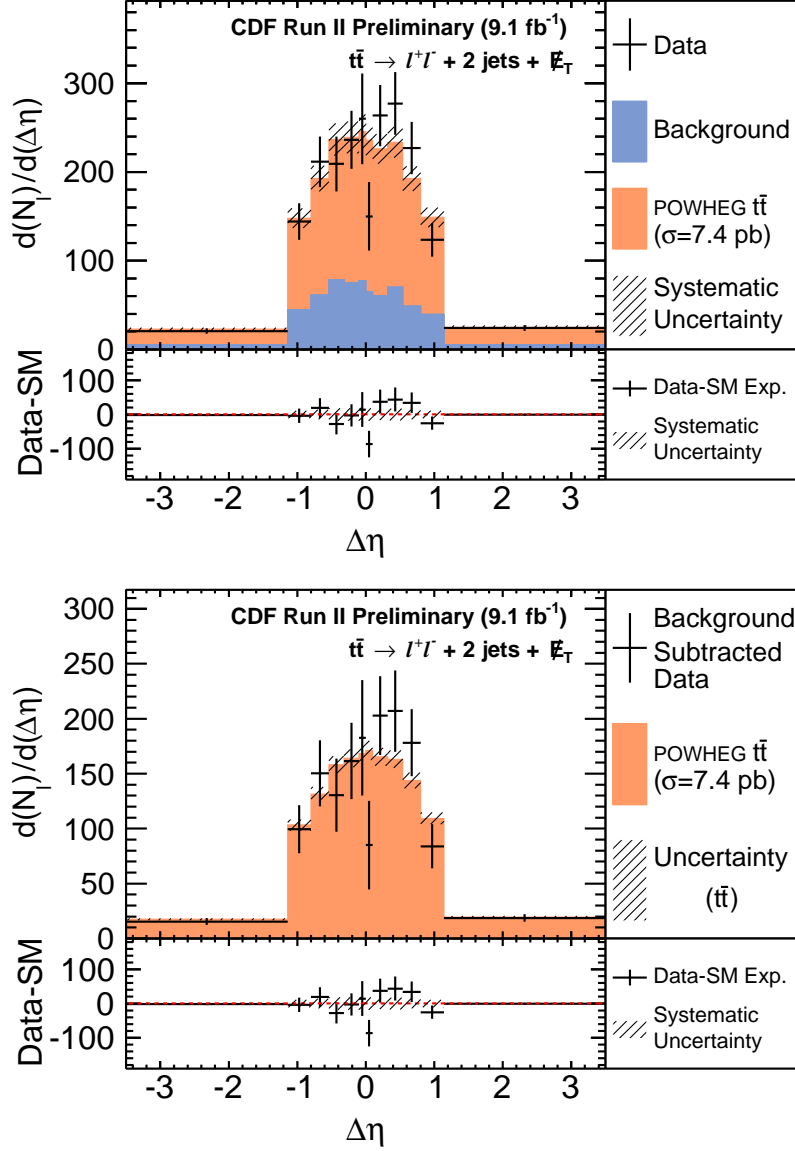 CDF Run II Preliminary (9.1 fb⁻¹)
tt̄ → l⁺l⁻ + 2 jets + E̸_T
d(N_l)/d(Δη)
300
200
100
0
Data
Background
POWHEG tt̄
(σ=7.4 pb)
Systematic
Uncertainty
Data-SM
100
0
-100
Data-SM Exp.
Systematic
Uncertainty
-3 -2 -1 0 1 2 3
Δη
CDF Run II Preliminary (9.1 fb⁻¹)
tt̄ → l⁺l⁻ + 2 jets + E̸_T
d(N_l)/d(Δη)
300
250
200
150
100
50
0
Background
Subtracted
Data
POWHEG tt̄
(σ=7.4 pb)
Uncertainty
(tt̄)
Data-SM
100
0
-100
Data-SM Exp.
Systematic
Uncertainty
-3 -2 -1 0 1 2 3
Δη